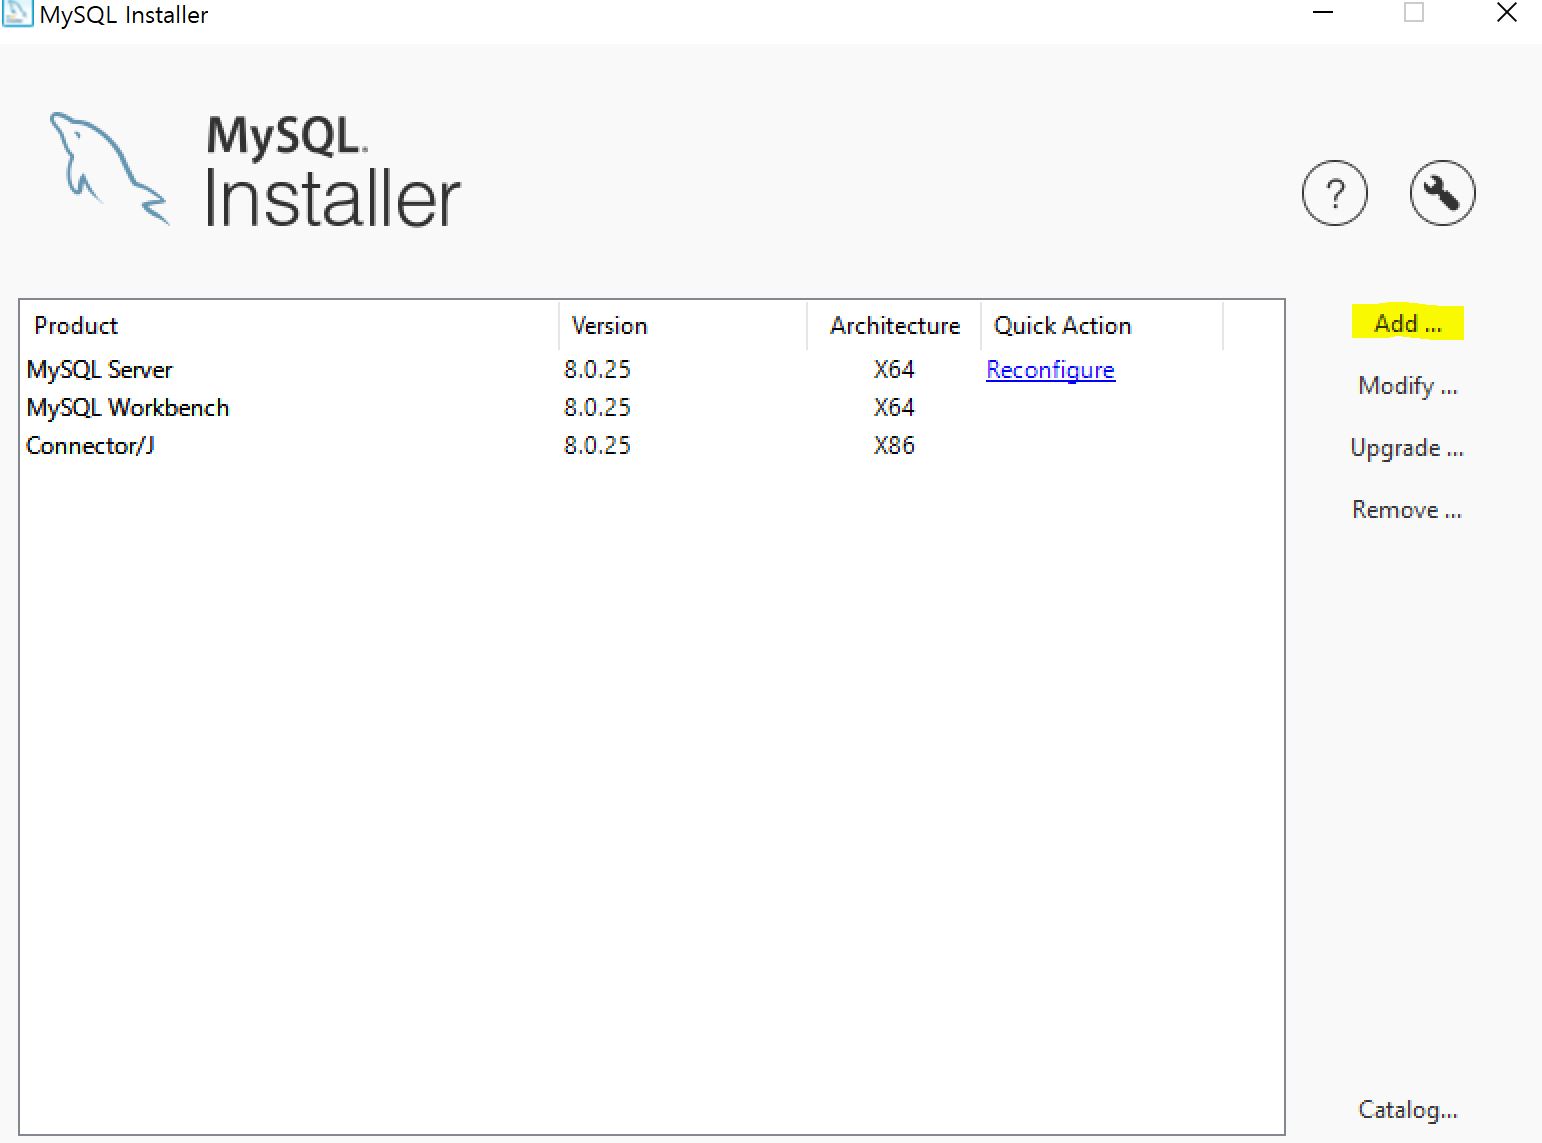 MySQL Installer
MySQL.
Installer
?
Product Version Architecture Quick Action
MySQL Server 8.0.25 X64 Reconfigure
MySQL Workbench 8.0.25 X64
Connector/J 8.0.25 X86
Add ...
Modify ...
Upgrade ...
Remove ...
Catalog...